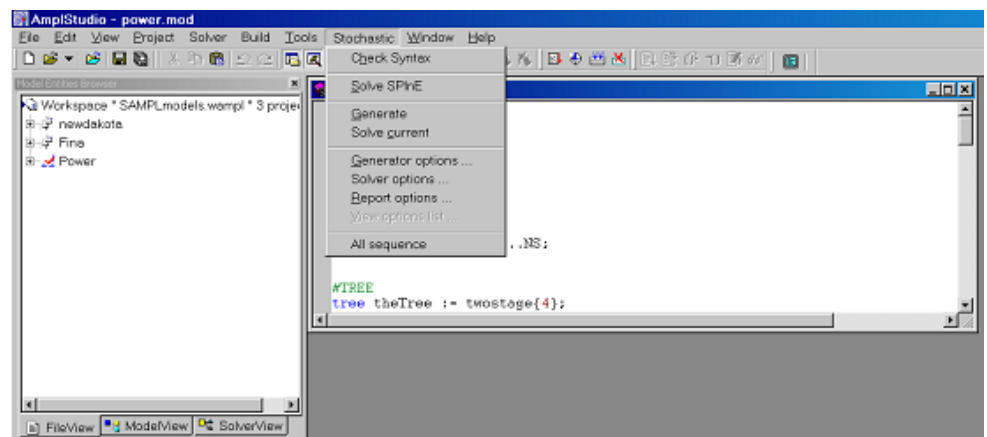 AmplStudio - power.mod
File Edit View Project Solver Build Tools Stochastic Window Help
Model Entities Browser
Check Syntax
Solve SPInE
Generate
Solve current
Generator options ...
Solver options ...
Report options ...
View options list ...
All sequence
Workspace " SAMPLmodels.wampl " 3 proje
newdakota
Fina
Power
..NS;
#TREE
tree theTree := twostage{4};
FileView ModelView SolverView